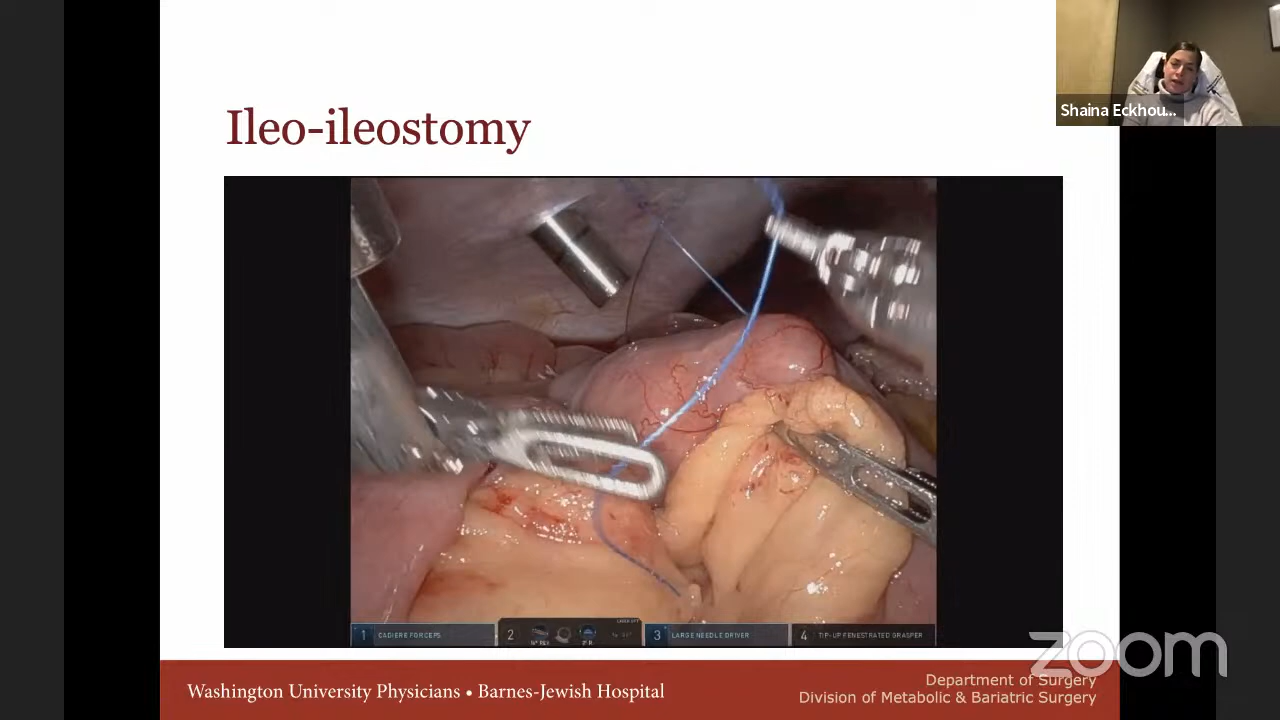 Shaina Eckhou...
Ileo-ileostomy
1 CADIERE FORCEPS
2
3 LARGE NEEDLE DRIVER
4 TIP-UP FENESTRATED GRASPER
zoom
Washington University Physicians • Barnes-Jewish Hospital
Department of Surgery
Division of Metabolic & Bariatric Surgery